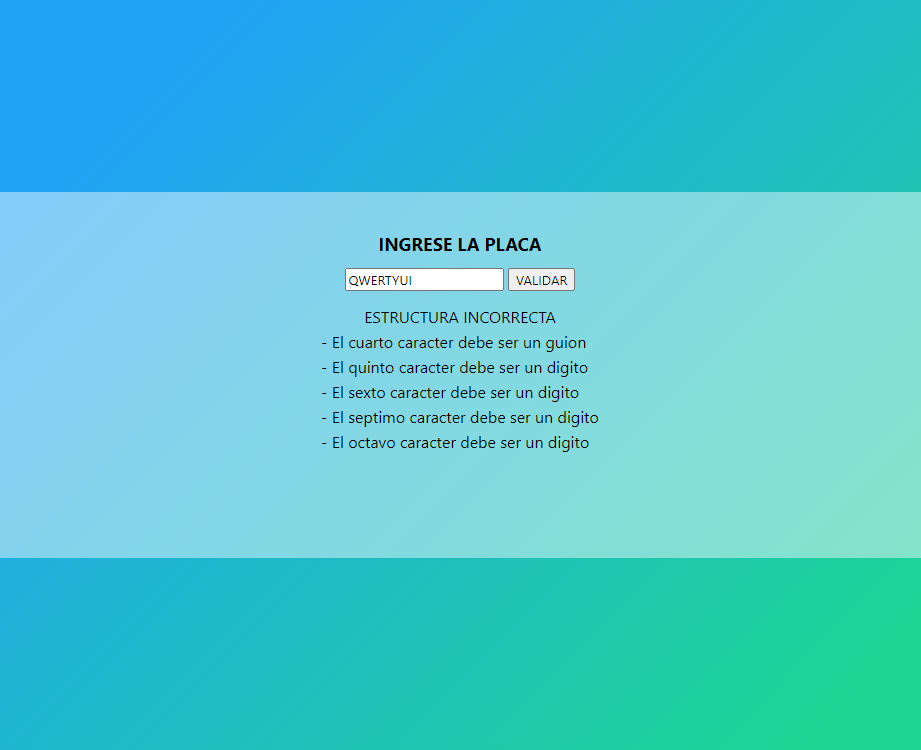 INGRESE LA PLACA
QWERTYUI VALIDAR
ESTRUCTURA INCORRECTA
- El cuarto caracter debe ser un guion
- El quinto caracter debe ser un digito
- El sexto caracter debe ser un digito
- El septimo caracter debe ser un digito
- El octavo caracter debe ser un digito